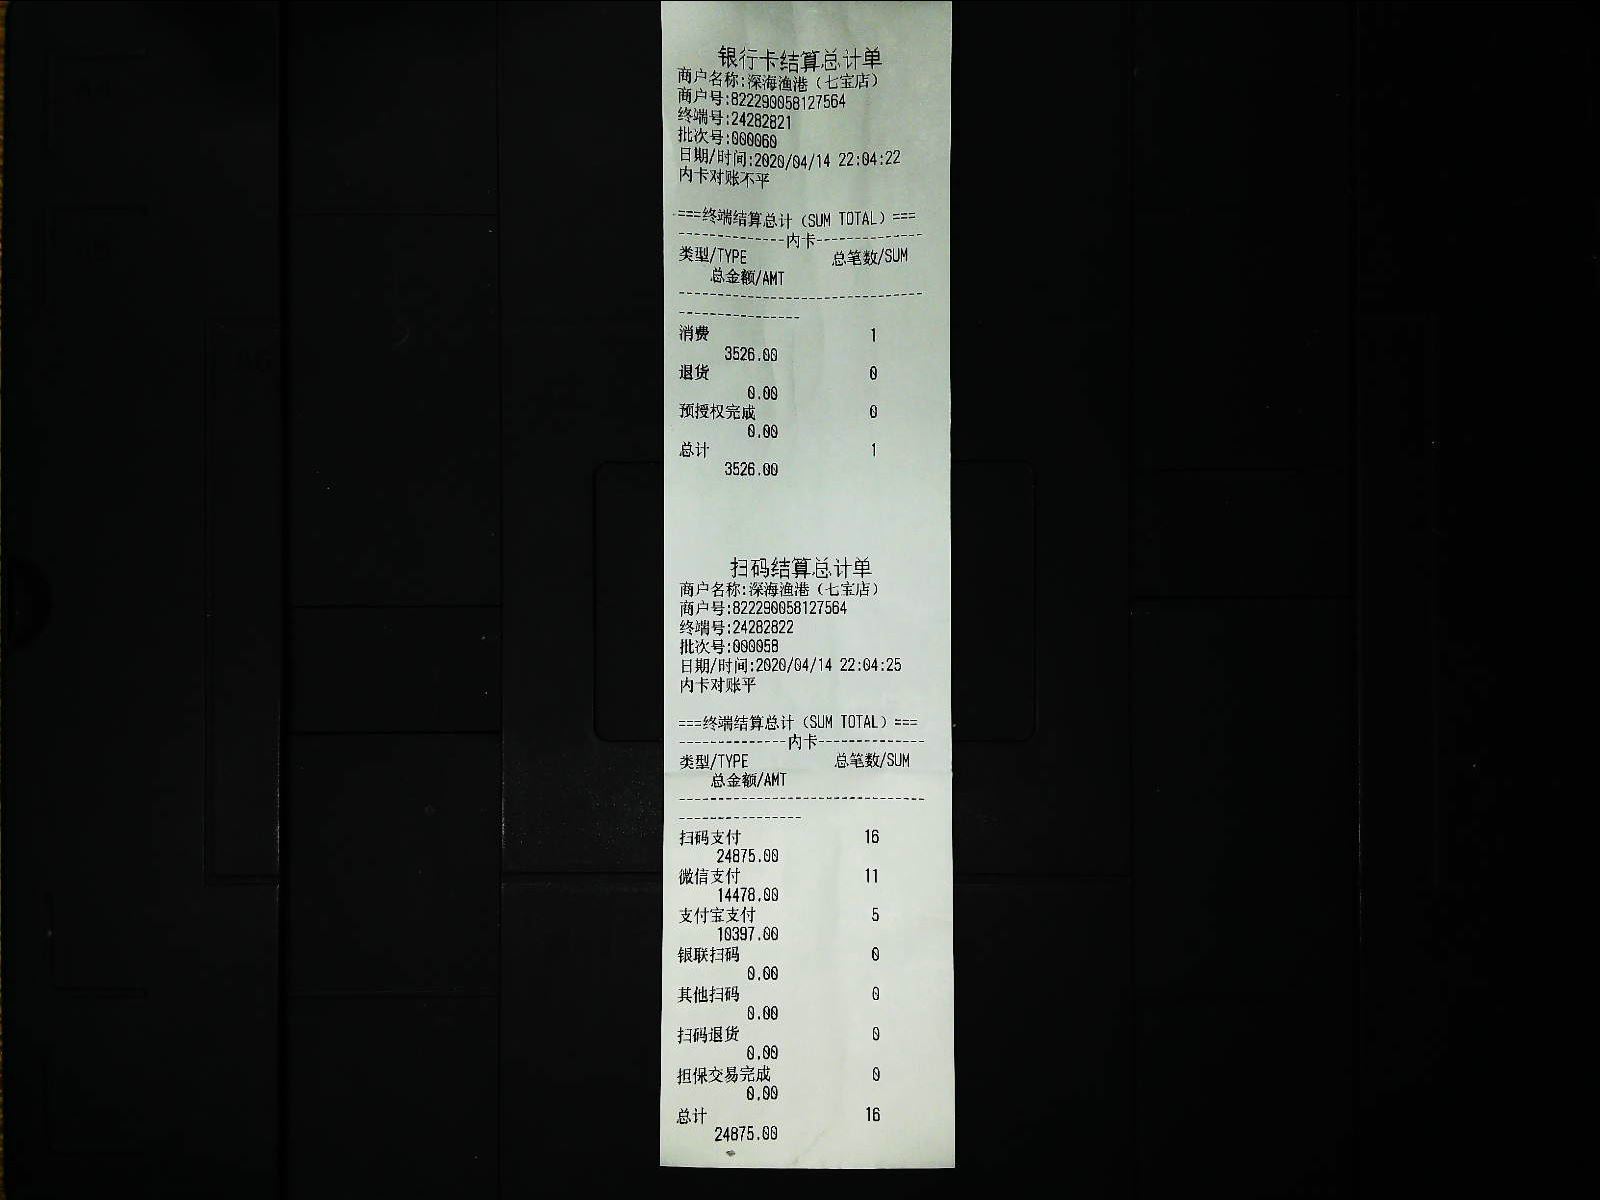 银行卡结算总计单
商户名称:深海渔港（七宝店）
商户号:822290058127564
终端号:24282821
批次号:000060
日期/时间:2020/04/14 22:04:22
内卡对账不平
===终端结算总计（SUM TOTAL）===
--------------内卡--------------
类型/TYPE 总笔数/SUM
总金额/AMT
--------------------------------
----------------
消费 1
3526.00
退货 0
0.00
预授权完成 0
0.00
总计 1
3526.00
扫码结算总计单
商户名称:深海渔港（七宝店）
商户号:822290058127564
终端号:24282822
批次号:000058
日期/时间:2020/04/14 22:04:25
内卡对账平
===终端结算总计（SUM TOTAL）===
--------------内卡--------------
类型/TYPE 总笔数/SUM
总金额/AMT
--------------------------------
----------------
扫码支付 16
24875.00
微信支付 11
14478.00
支付宝支付 5
10397.00
银联扫码 0
0.00
其他扫码 0
0.00
扫码退货 0
0.00
担保交易完成 0
0.00
总计 16
24875.00